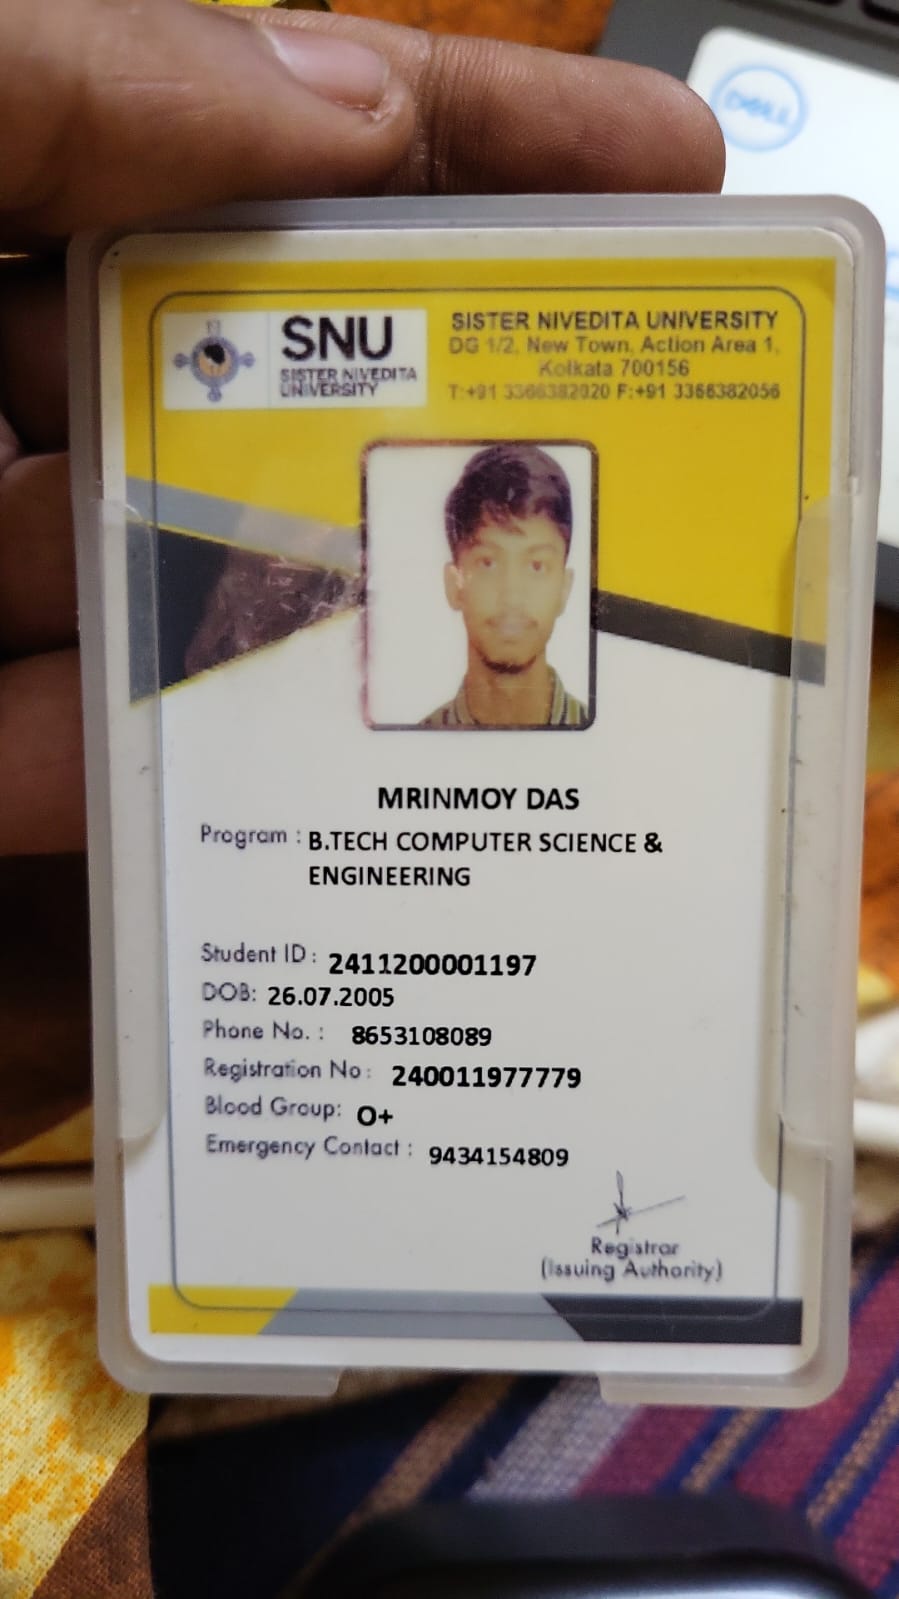 DELL
SNU
SISTER NIVEDITA
UNIVERSITY
SISTER NIVEDITA UNIVERSITY
DG 1/2, New Town, Action Area 1,
Kolkata 700156
T:+91 3366382020 F:+91 3366382056
MRINMOY DAS
Program : B.TECH COMPUTER SCIENCE &
ENGINEERING
Student ID : 2411200001197
DOB: 26.07.2005
Phone No. : 8653108089
Registration No : 240011977779
Blood Group: O+
Emergency Contact : 9434154809
Registrar
(Issuing Authority)